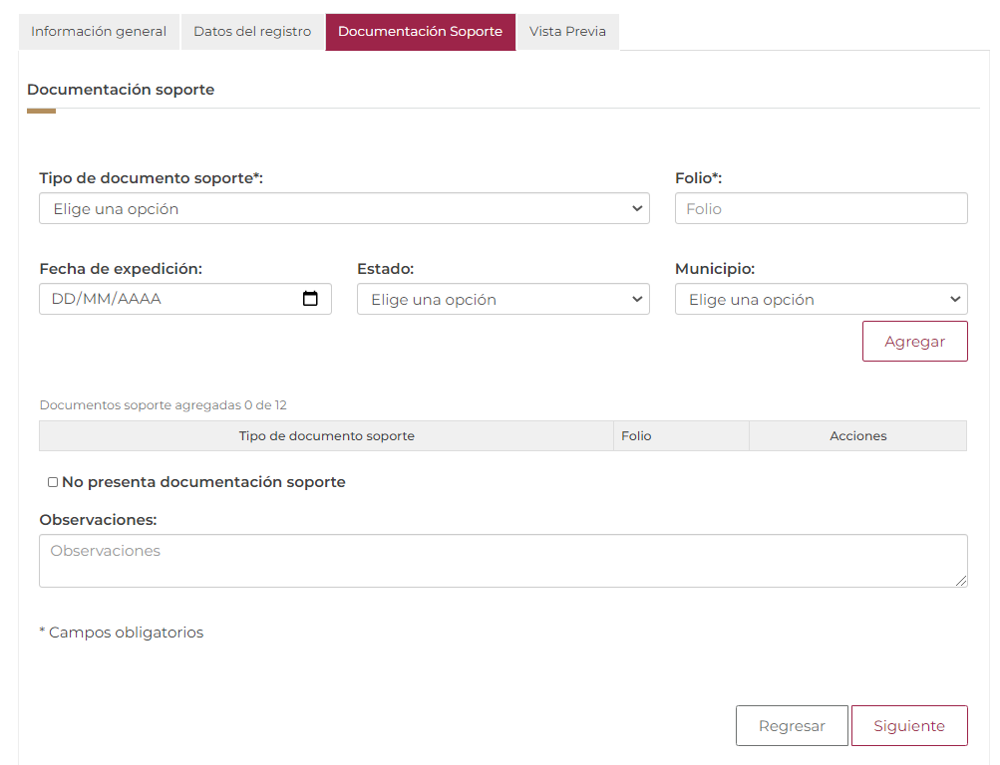 Información general
Datos del registro
Documentación Soporte
Vista Previa
Documentación soporte
Tipo de documento soporte*:
Folio*:
Elige una opción
Folio
Fecha de expedición:
Estado:
Municipio:
DD/MM/AAAA
Elige una opción
Elige una opción
Agregar
Documentos soporte agregadas 0 de 12
Tipo de documento soporte
Folio
Acciones
No presenta documentación soporte
Observaciones:
Observaciones
* Campos obligatorios
Regresar
Siguiente